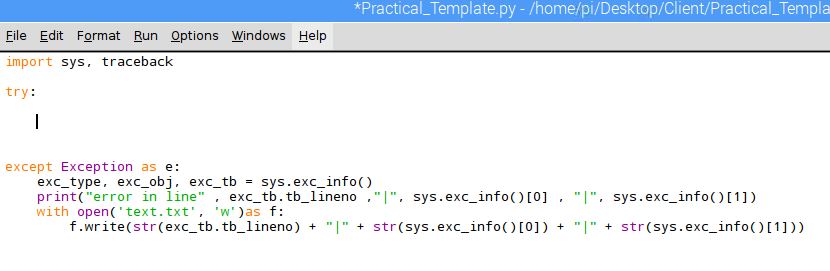 *Practical_Template.py - /home/pi/Desktop/Client/Practical_Templa
File Edit Format Run Options Windows Help
import sys, traceback
try:
except Exception as e:
    exc_type, exc_obj, exc_tb = sys.exc_info()
    print("error in line" , exc_tb.tb_lineno ,"|", sys.exc_info()[0] , "|", sys.exc_info()[1])
    with open('text.txt', 'w')as f:
        f.write(str(exc_tb.tb_lineno) + "|" + str(sys.exc_info()[0]) + "|" + str(sys.exc_info()[1]))